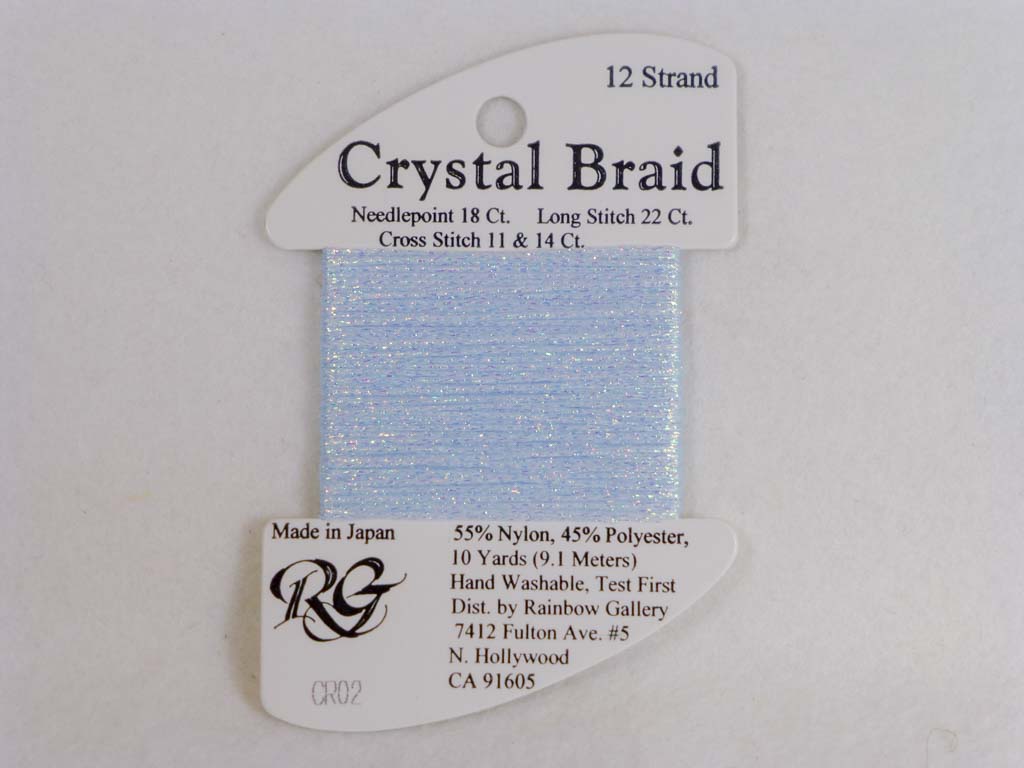 12 Strand
Crystal Braid
Needlepoint 18 Ct. Long Stitch 22 Ct.
Cross Stitch 11 & 14 Ct.
Made in Japan
RG
CR02
55% Nylon, 45% Polyester,
10 Yards (9.1 Meters)
Hand Washable, Test First
Dist. by Rainbow Gallery
7412 Fulton Ave. #5
N. Hollywood
CA 91605